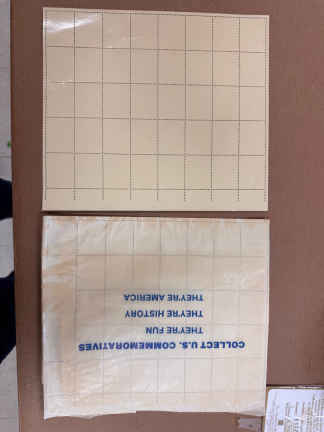 COLLECT U.S. COMMEMORATIVES
THEY'RE FUN
THEY'RE HISTORY
THEY'RE AMERICA